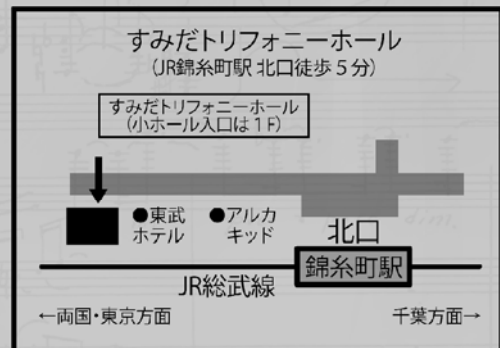 すみだトリフォニーホール
(JR錦糸町駅 北口徒歩5分)
すみだトリフォニーホール
(小ホール入口は1F)
●東武
ホテル
●アルカ
キッド
北口
錦糸町駅
JR総武線
←両国・東京方面
千葉方面→
dim.